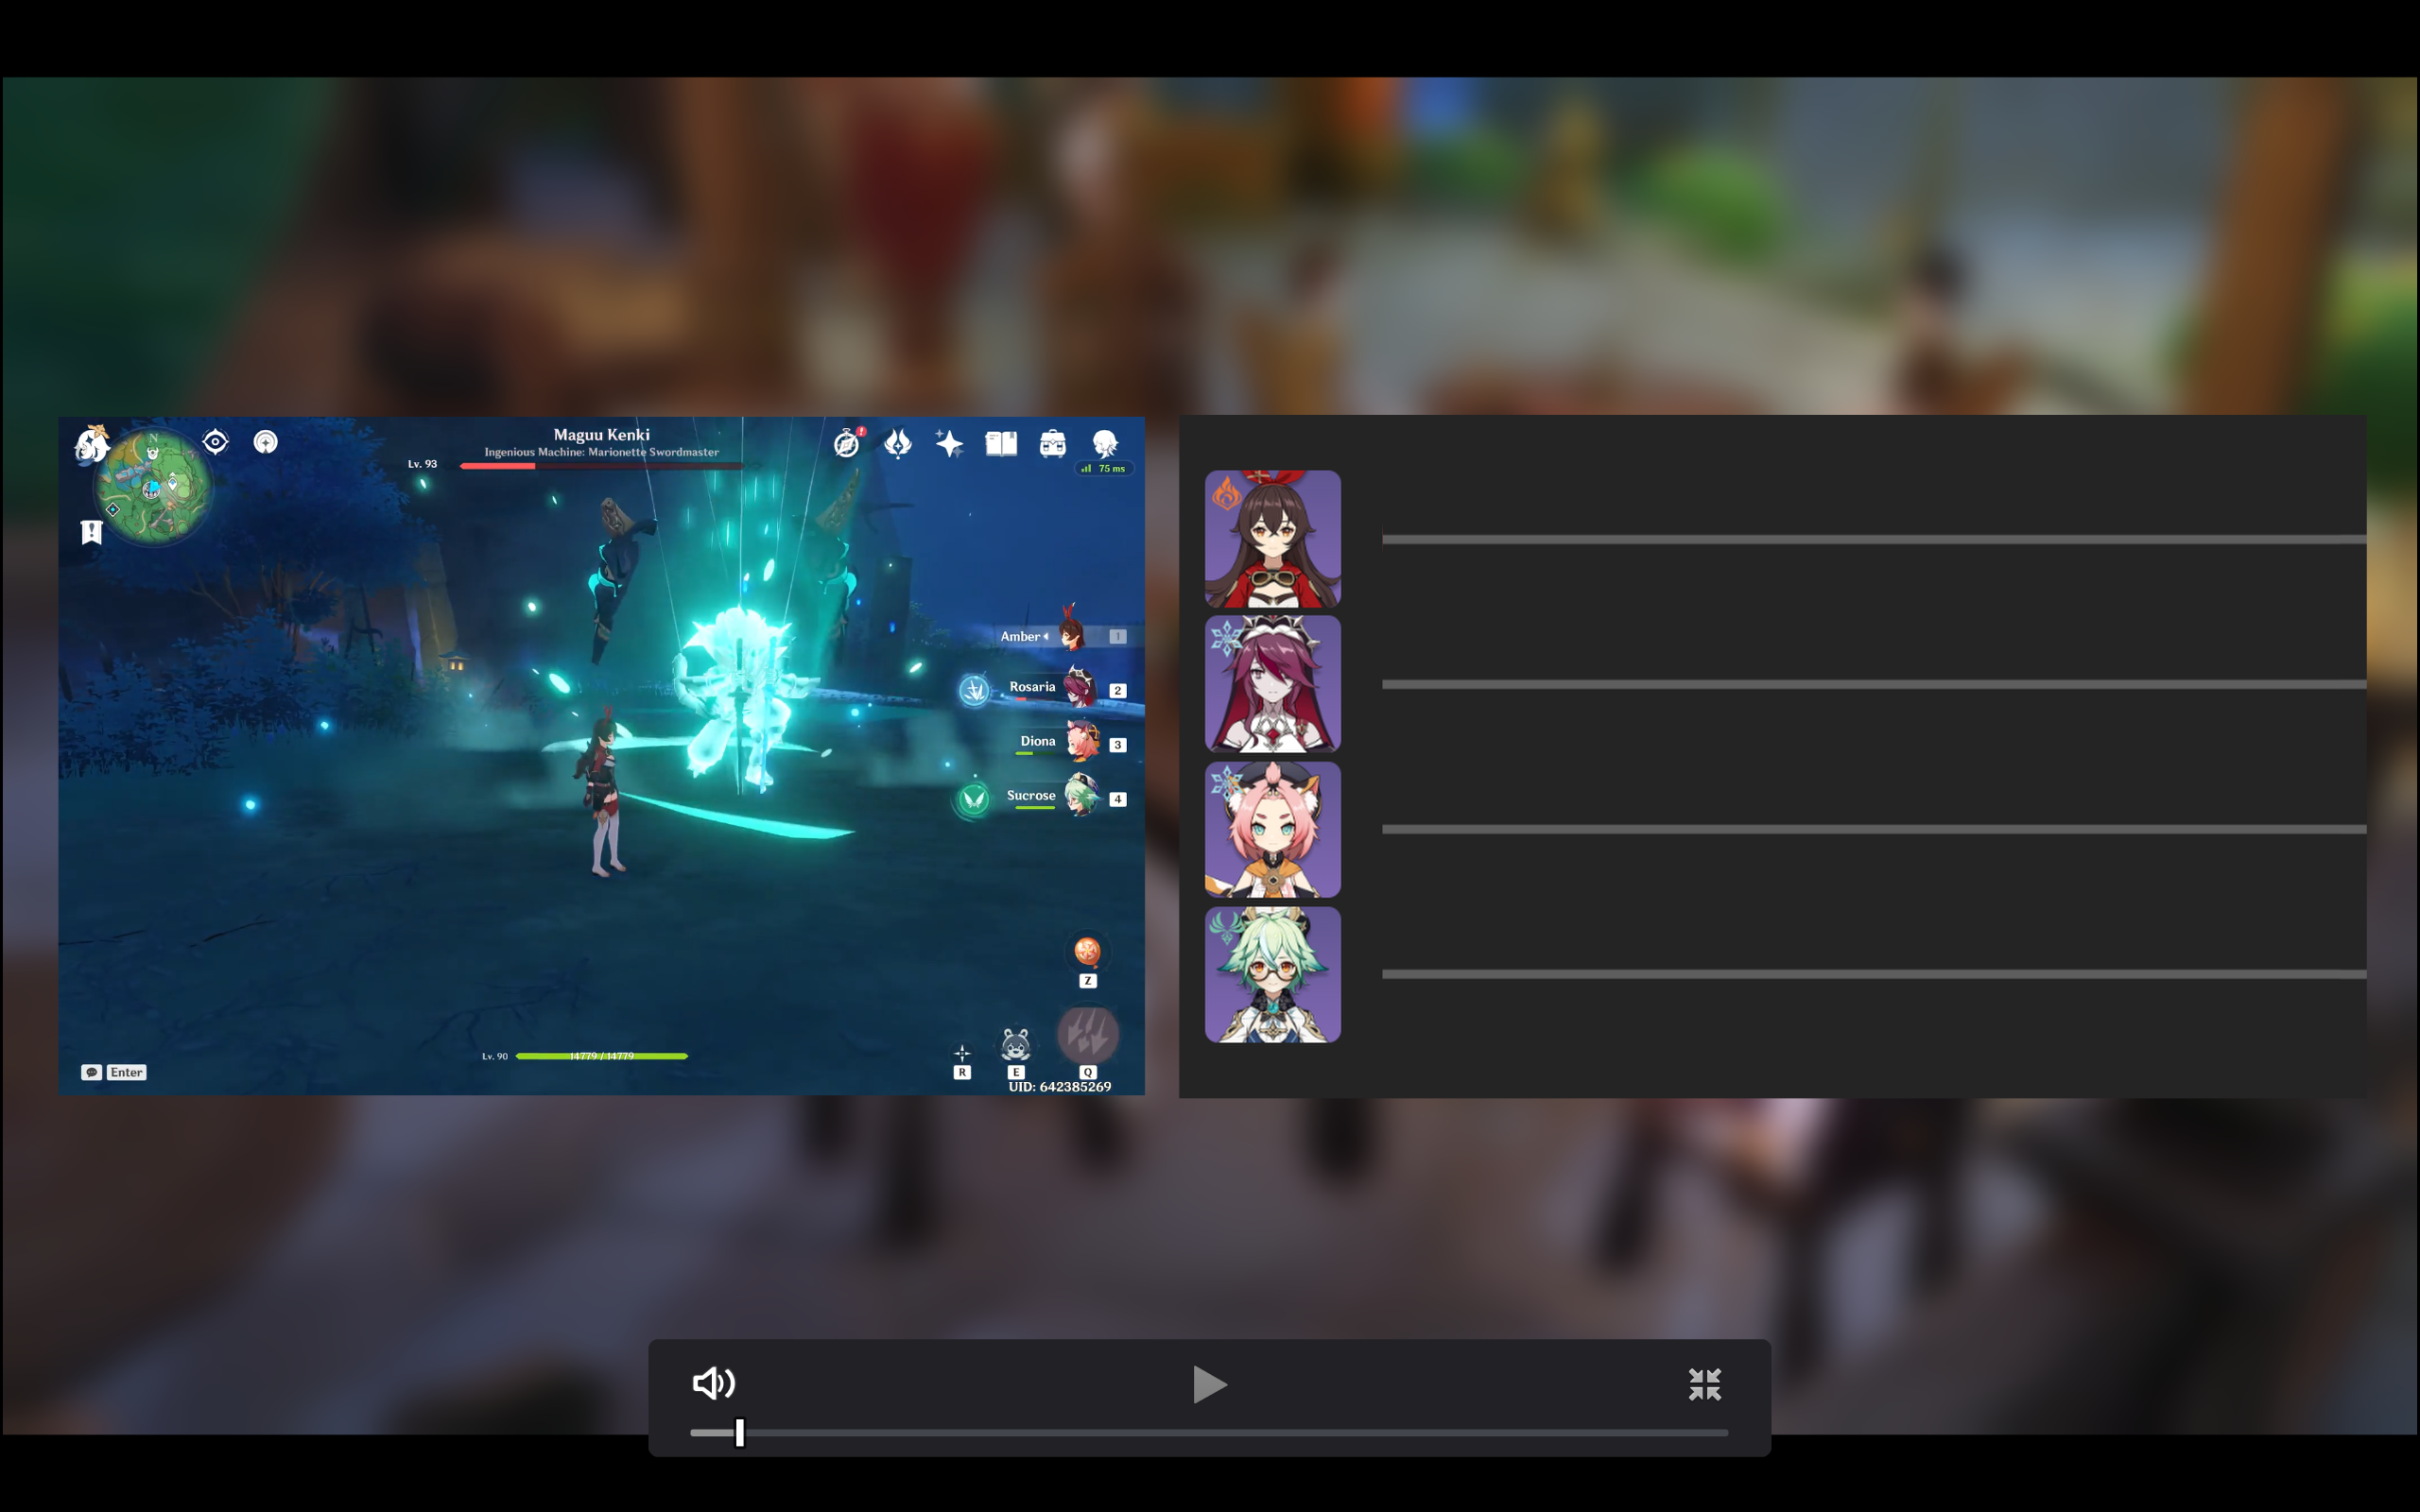 N
Maguu Kenki
Ingenious Machine: Marionette Swordmaster
Lv. 93
75 ms
Amber 1
Rosaria 2
Diona 3
Sucrose 4
Z
Lv. 90 14779 / 14779
R E Q
Enter
UID: 642385269